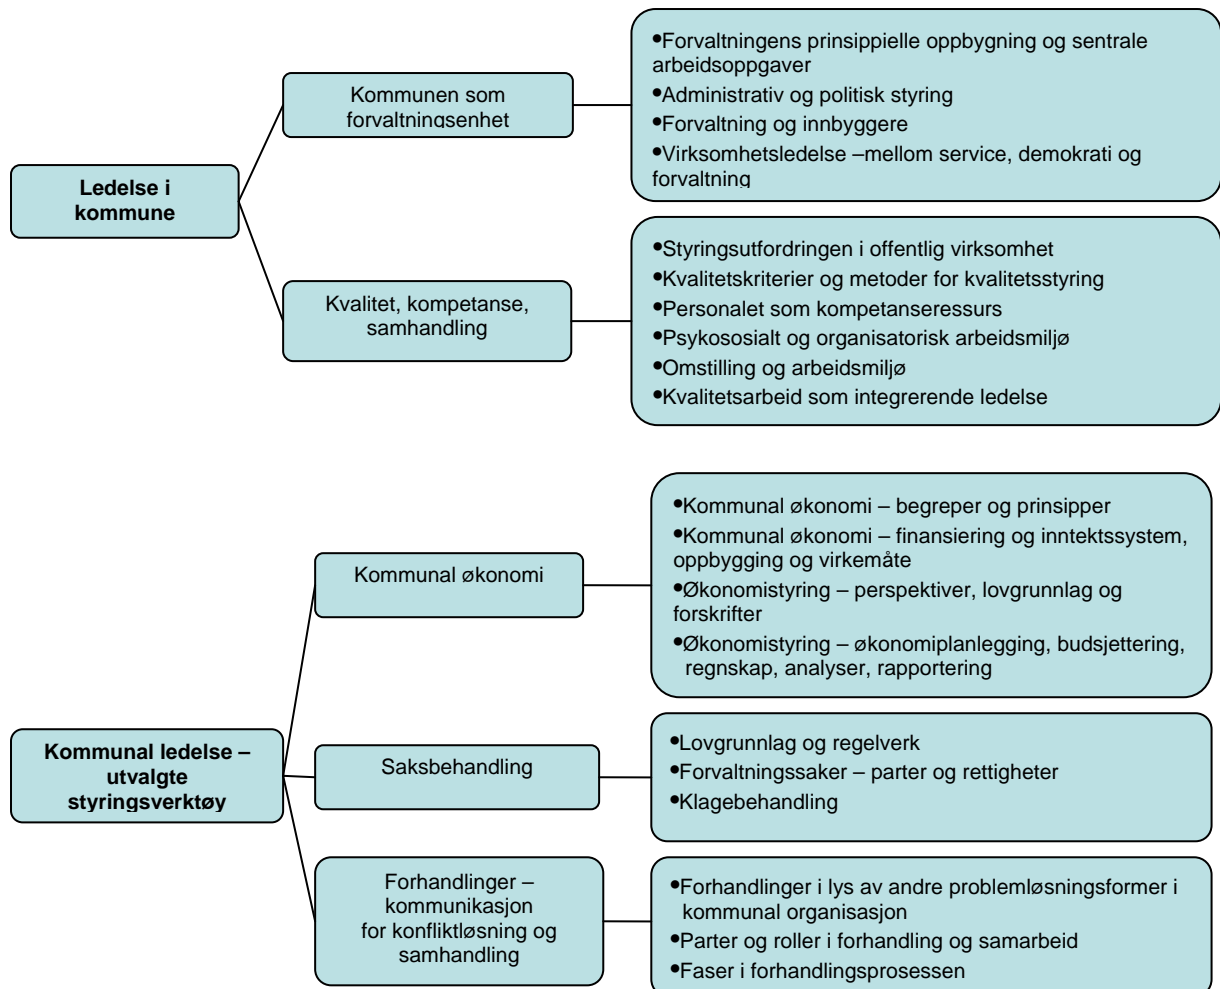 Ledelse i
kommune
Kommunen som
forvaltningsenhet
•Forvaltningens prinsippielle oppbygning og sentrale
arbeidsoppgaver
•Administrativ og politisk styring
•Forvaltning og innbyggere
•Virksomhetsledelse –mellom service, demokrati og
forvaltning
Kvalitet, kompetanse,
samhandling
•Styringsutfordringen i offentlig virksomhet
•Kvalitetskriterier og metoder for kvalitetsstyring
•Personalet som kompetanseressurs
•Psykososialt og organisatorisk arbeidsmiljø
•Omstilling og arbeidsmiljø
•Kvalitetsarbeid som integrerende ledelse
Kommunal ledelse –
utvalgte
styringsverktøy
Kommunal økonomi
•Kommunal økonomi – begreper og prinsipper
•Kommunal økonomi – finansiering og inntektssystem,
oppbygging og virkemåte
•Økonomistyring – perspektiver, lovgrunnlag og
forskrifter
•Økonomistyring – økonomiplanlegging, budsjettering,
regnskap, analyser, rapportering
Saksbehandling
•Lovgrunnlag og regelverk
•Forvaltningssaker – parter og rettigheter
•Klagebehandling
Forhandlinger –
kommunikasjon
for konfliktløsning og
samhandling
•Forhandlinger i lys av andre problemløsningsformer i
kommunal organisasjon
•Parter og roller i forhandling og samarbeid
•Faser i forhandlingsprosessen